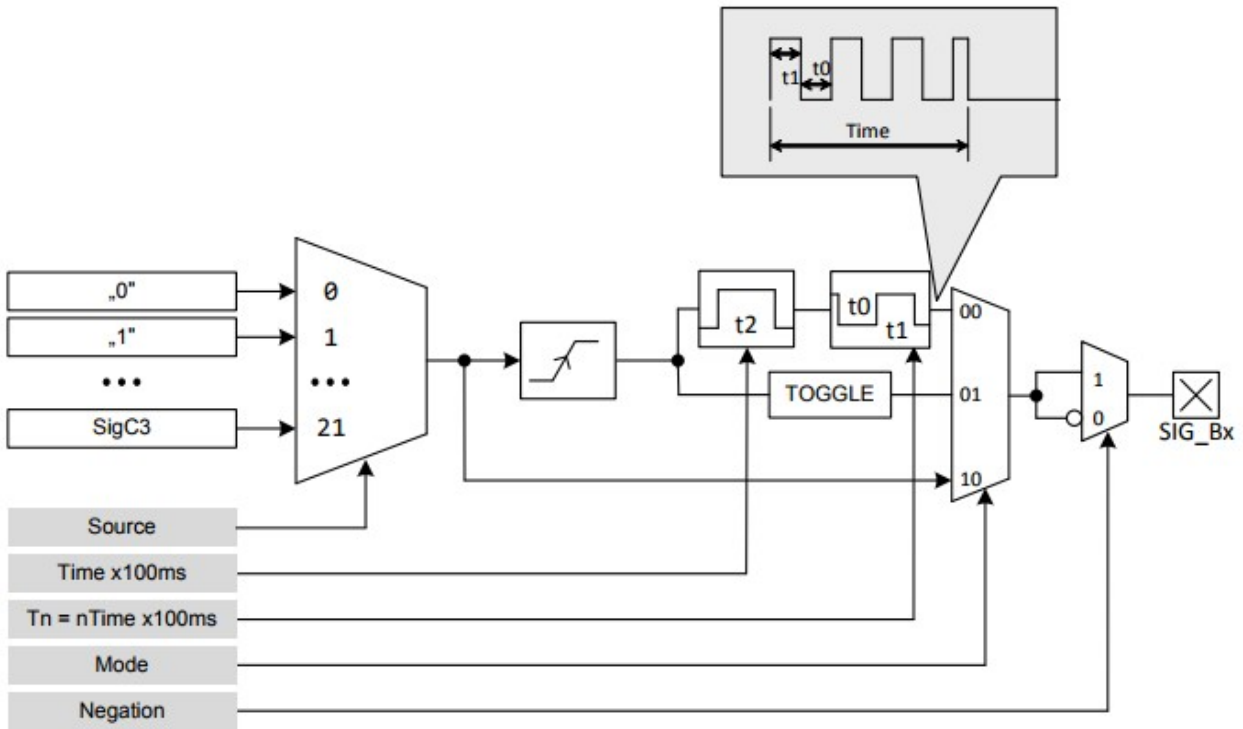 t1
t0
Time
„0"
0
„1"
1
•••
•••
SigC3
21
t2
t0
t1
00
TOGGLE
01
10
1
0
SIG_Bx
Source
Time x100ms
Tn = nTime x100ms
Mode
Negation